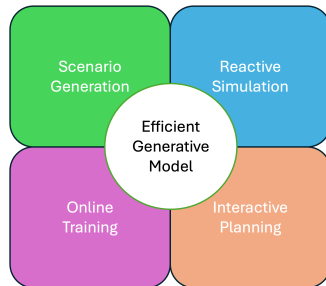 Scenario
Generation
Reactive
Simulation
Efficient
Generative
Model
Online
Training
Interactive
Planning